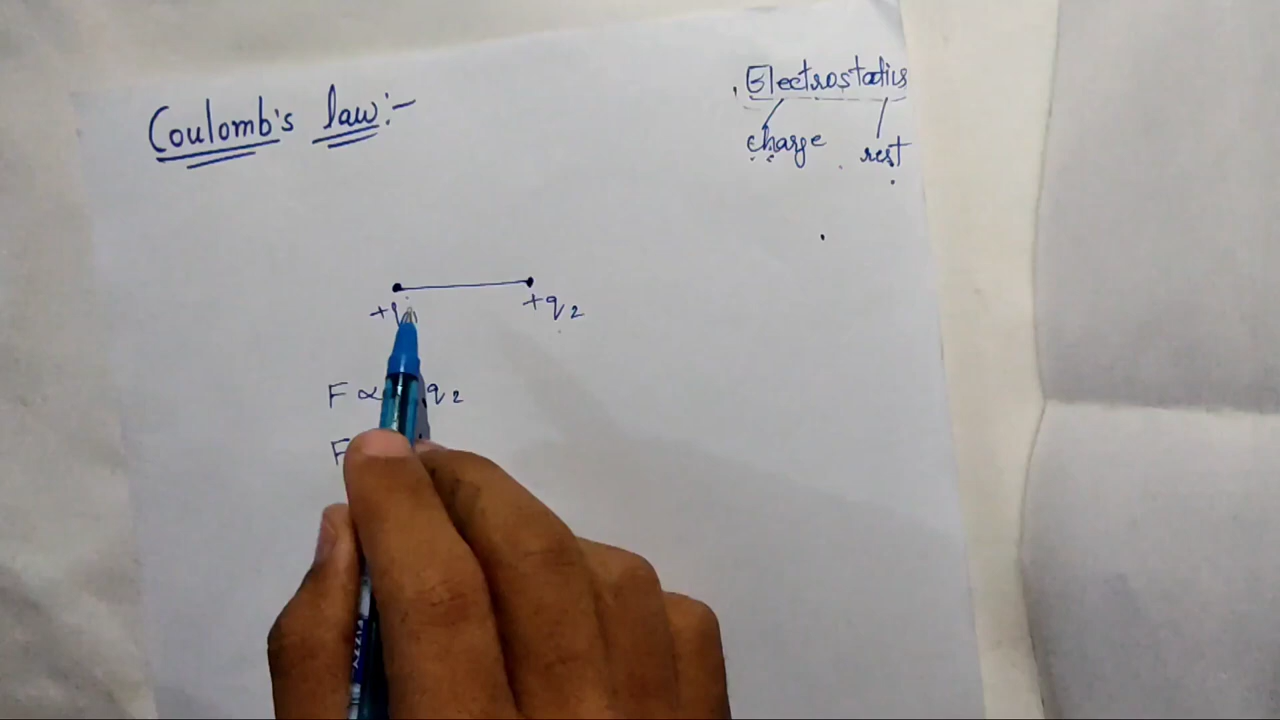 Coulomb's law:-
Electrostatics
charge rest
+q +q2
F ∝ q2
F